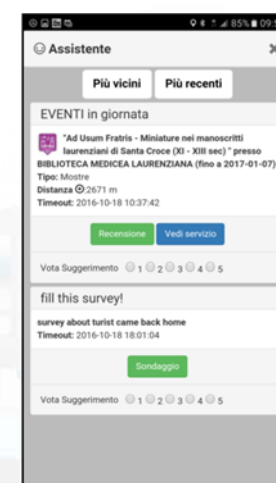 85% 09:5
Assistente
Più vicini Più recenti
EVENTI in giornata
"Ad Usum Fratris - Miniature nei manoscritti
laurenziani di Santa Croce (XI - XIII sec) " presso
BIBLIOTECA MEDICEA LAURENZIANA (fino a 2017-01-07)
Tipo: Mostre
Distanza :2671 m
Timeout: 2016-10-18 10:37:42
Recensione Vedi servizio
Vota Suggerimento 1 2 3 4 5
fill this survey!
survey about turist came back home
Timeout: 2016-10-18 18:01:04
Sondaggio
Vota Suggerimento 1 2 3 4 5